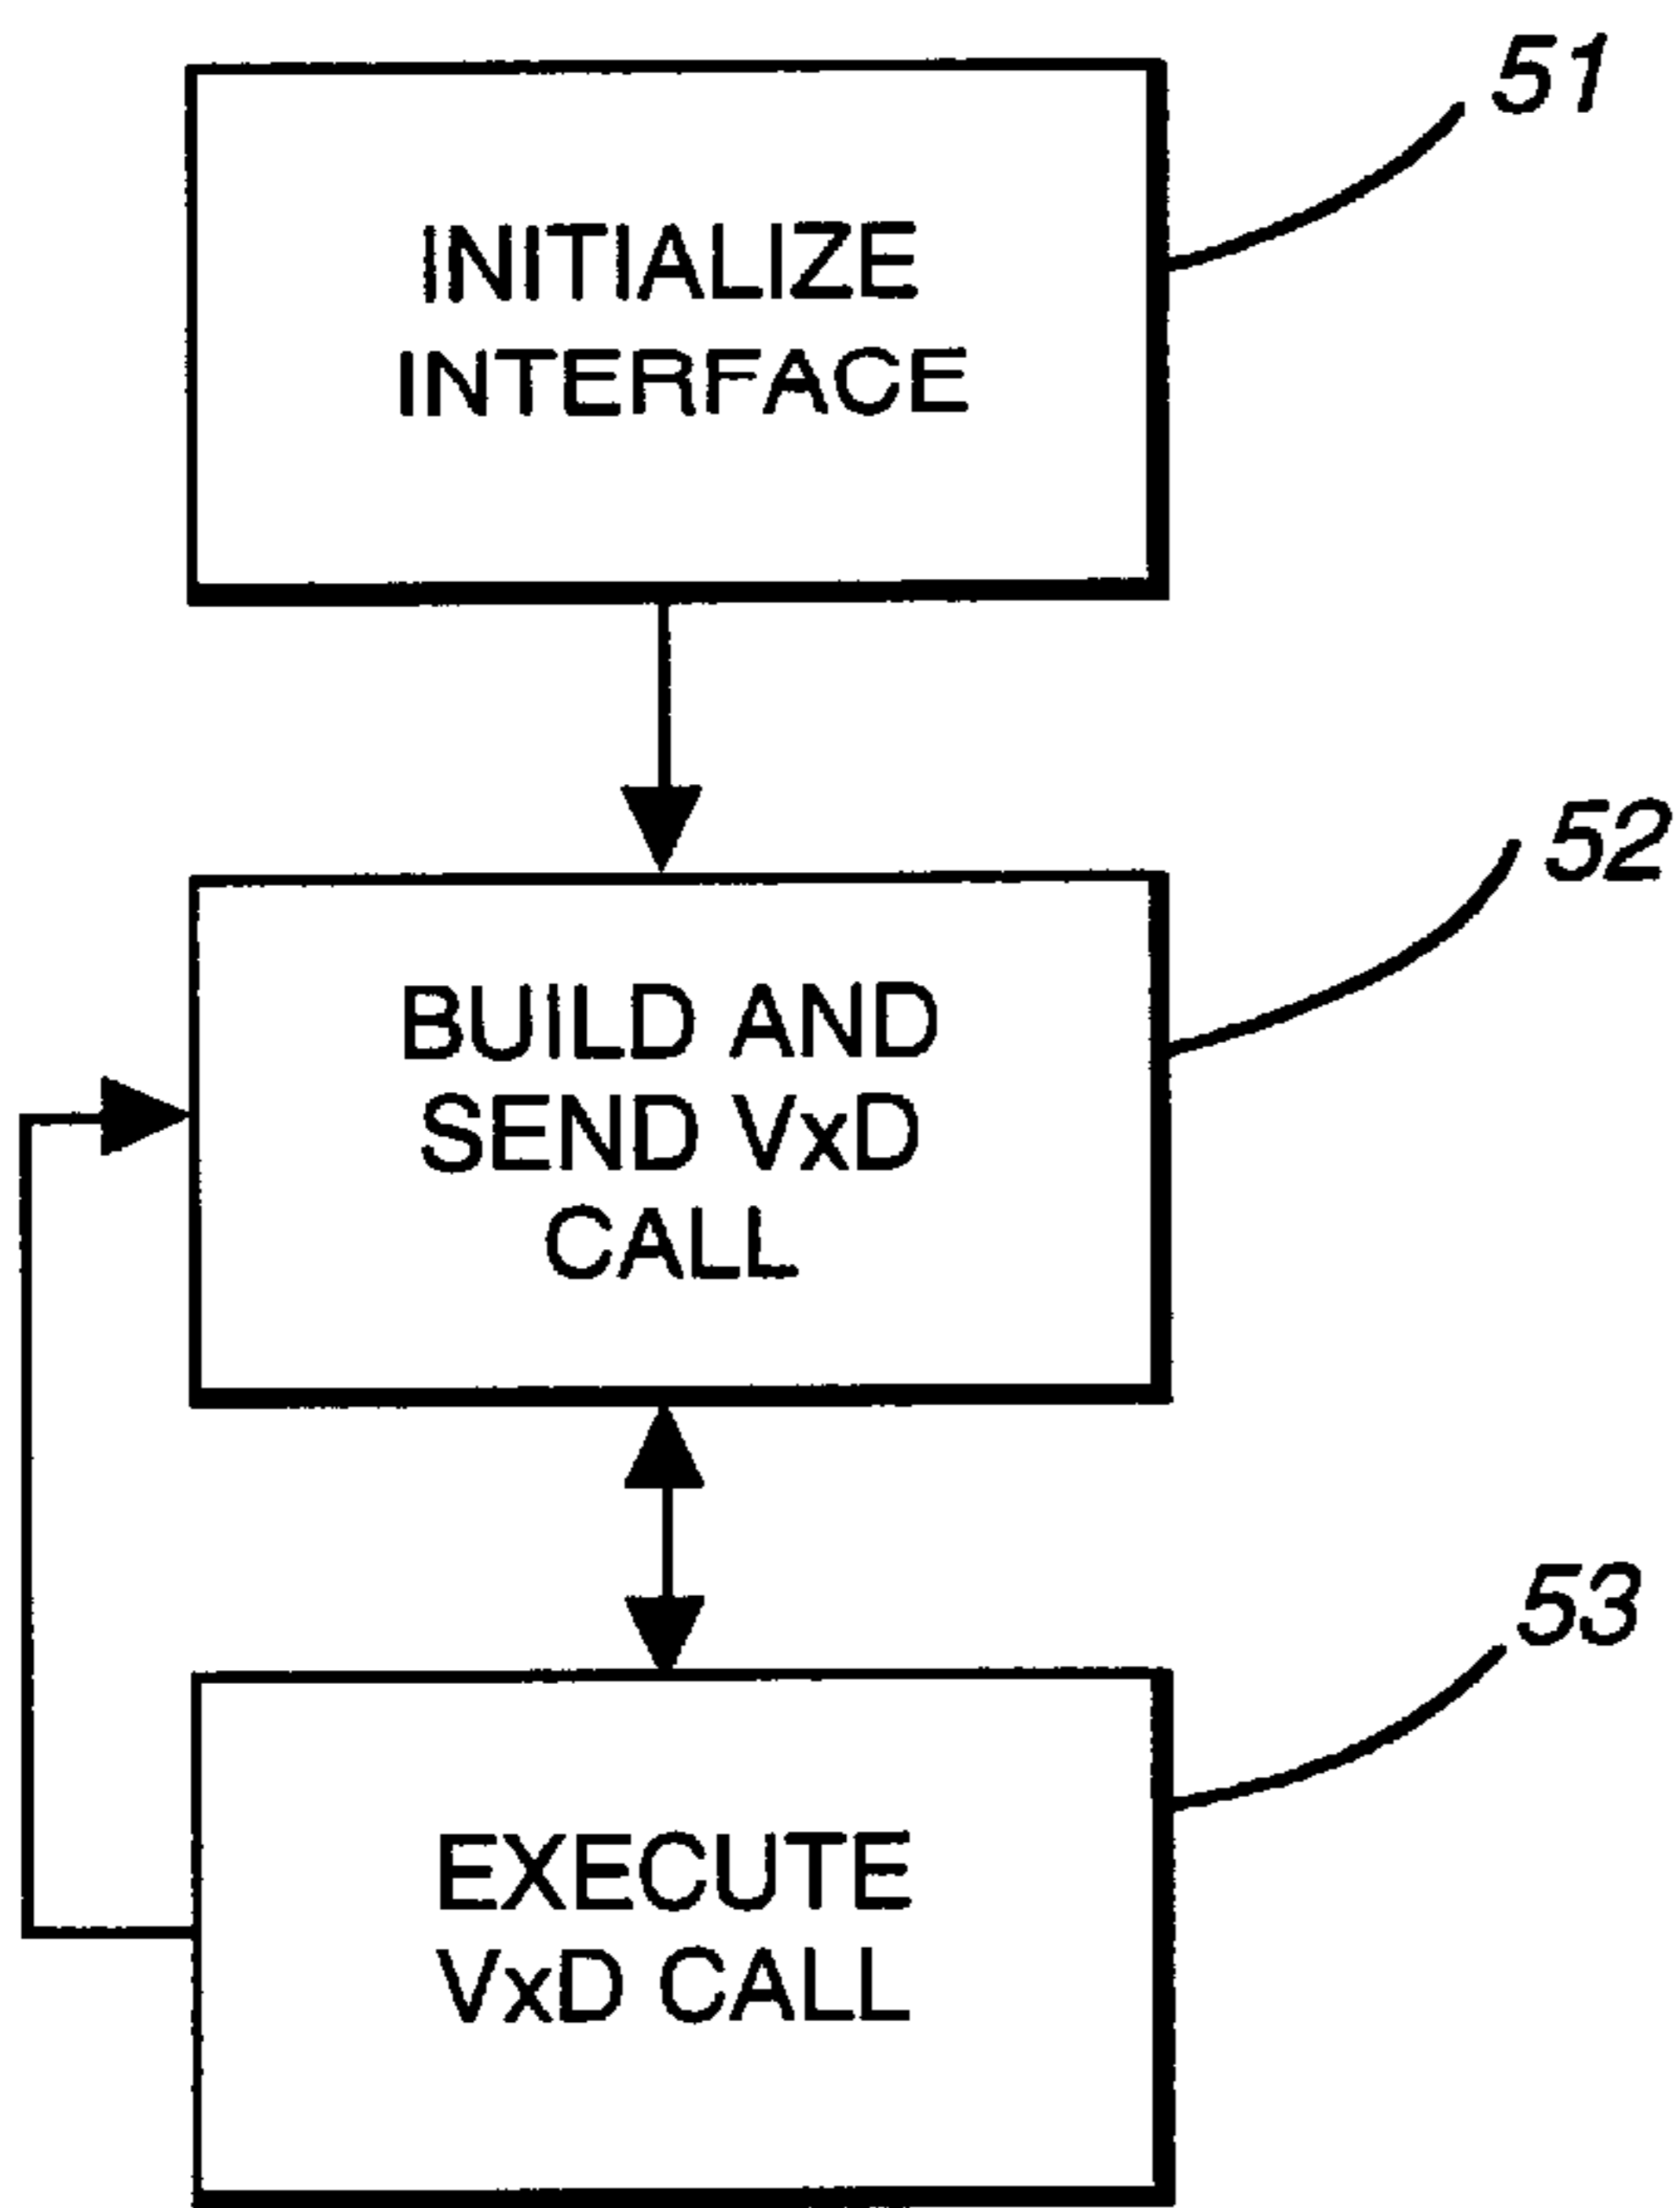 51
INITIALIZE
INTERFACE
52
BUILD AND
SEND VxD
CALL
53
EXECUTE
VxD CALL